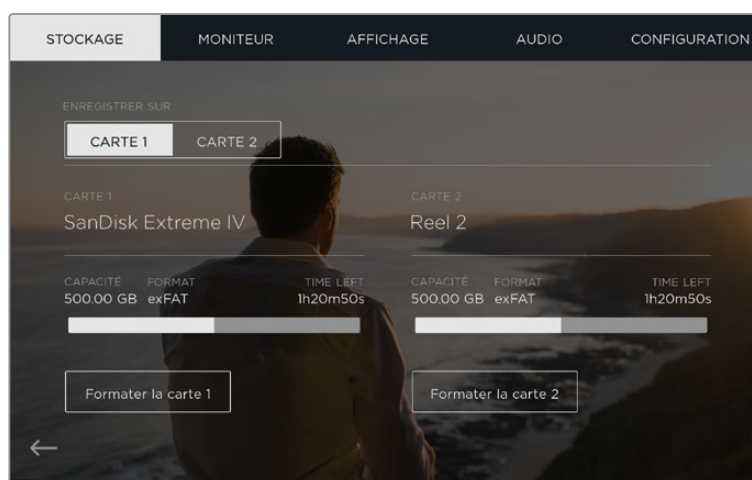 STOCKAGE MONITEUR AFFICHAGE AUDIO CONFIGURATION
ENREGISTRER SUR
CARTE 1 CARTE 2
CARTE 1 CARTE 2
SanDisk Extreme IV Reel 2
CAPACITÉ FORMAT TIME LEFT CAPACITÉ FORMAT TIME LEFT
500.00 GB exFAT 1h20m50s 500.00 GB exFAT 1h20m50s
Formater la carte 1 Formater la carte 2